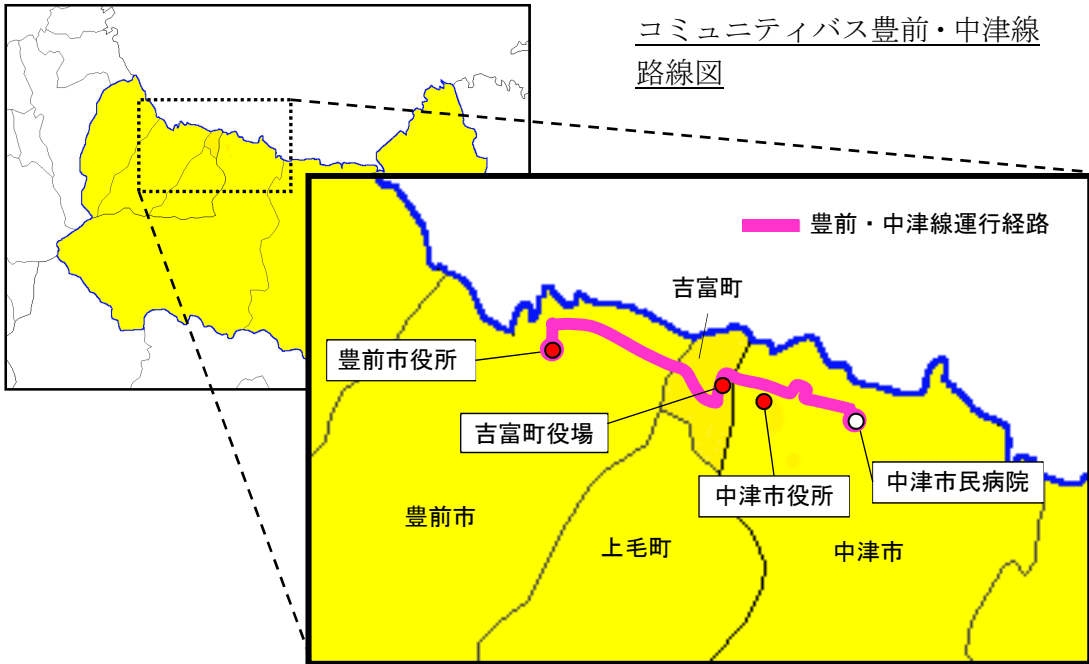 コミュニティバス豊前・中津線
路線図
豊前・中津線運行経路
吉富町
豊前市役所
吉富町役場
中津市役所
中津市民病院
豊前市
上毛町
中津市